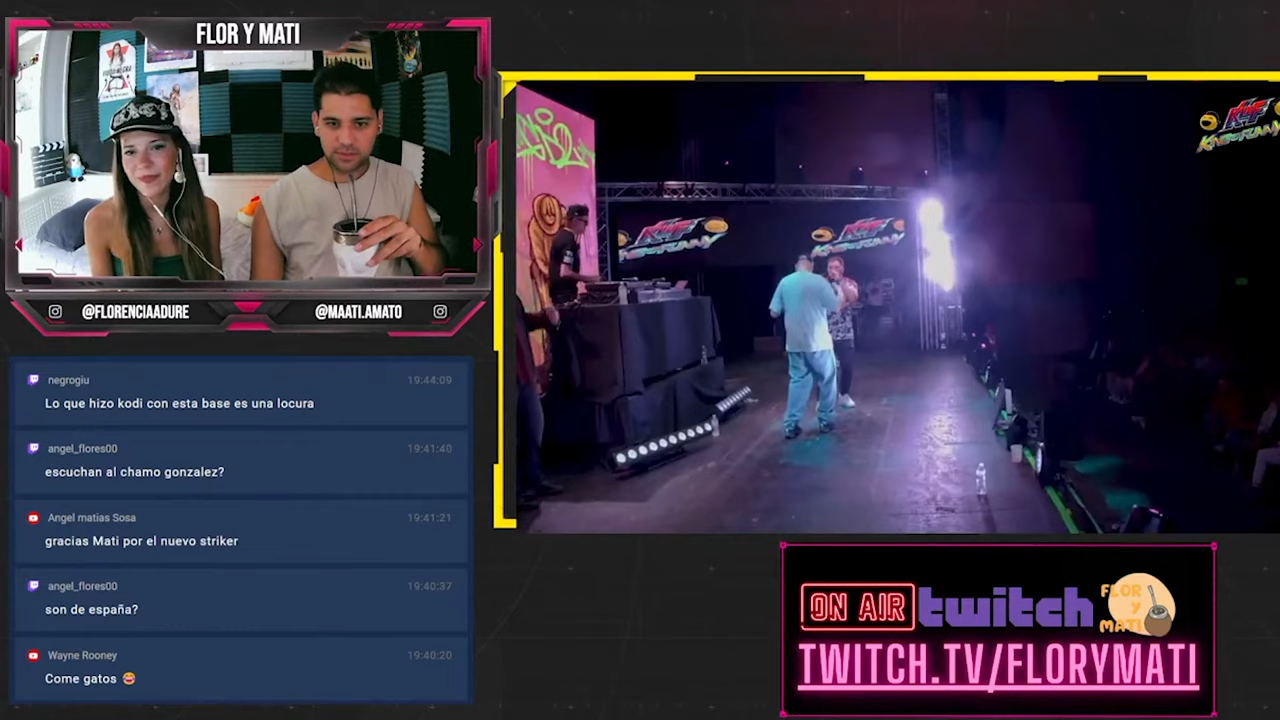 FLOR Y MATI
@FLORENCIAADURE
@MAATI.AMATO
negrogiu 19:44:09
Lo que hizo kodi con esta base es una locura
angel_flores00 19:41:40
escuchan al chamo gonzalez?
Angel matias Sosa 19:41:21
gracias Mati por el nuevo striker
angel_flores00 19:40:37
son de españa?
Wayne Rooney 19:40:20
Come gatos 😂
ON AIR
twitch
FLOR
Y
MATI
TWITCH.TV/FLORYMATI